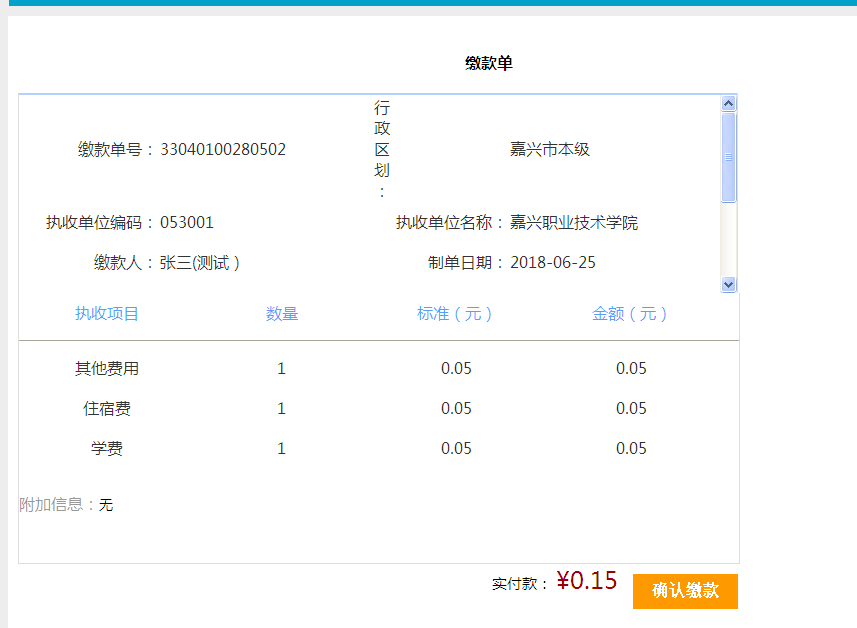 缴款单
缴款单号：33040100280502 行政区划： 嘉兴市本级
执收单位编码：053001 执收单位名称：嘉兴职业技术学院
缴款人：张三(测试） 制单日期：2018-06-25
执收项目 数量 标准（元） 金额（元）
其他费用 1 0.05 0.05
住宿费 1 0.05 0.05
学费 1 0.05 0.05
附加信息：无
实付款： ¥0.15 确认缴款